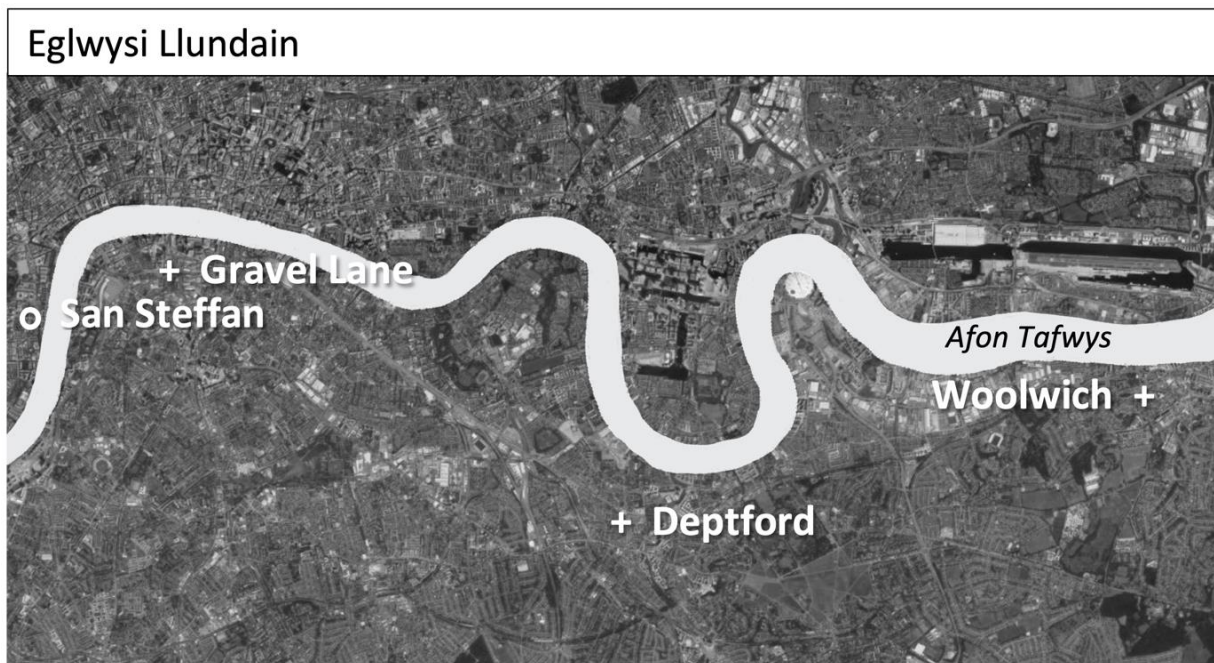 Eglwysi Llundain
+ Gravel Lane
San Steffan
Afon Tafwys
Woolwich +
+ Deptford